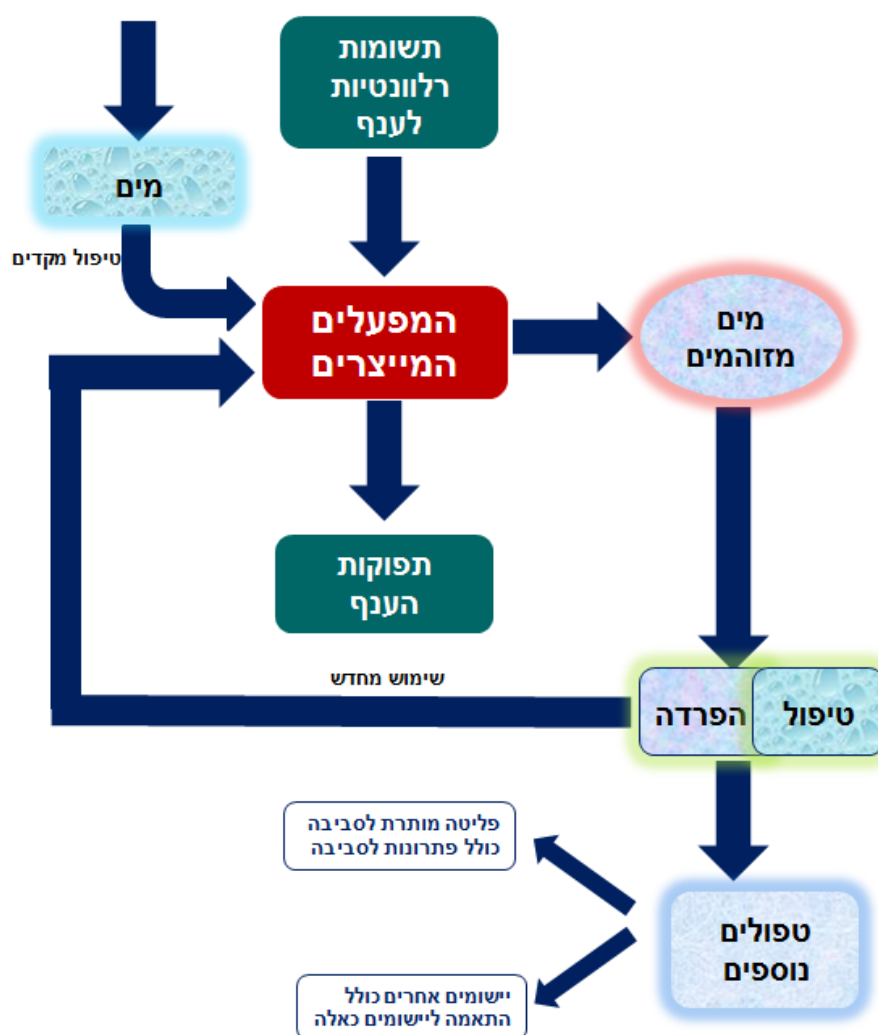 תשומות
רלוונטיות
לענף
מים
טיפול מקדים
המפעלים
המייצרים
מים
מזוהמים
תפוקות
הענף
שימוש מחדש
הפרדה
טיפול
פליטה מותרת לסביבה
כולל פתרונות לסביבה
טפולים
נוספים
יישומים אחרים כולל
התאמה ליישומים כאלה